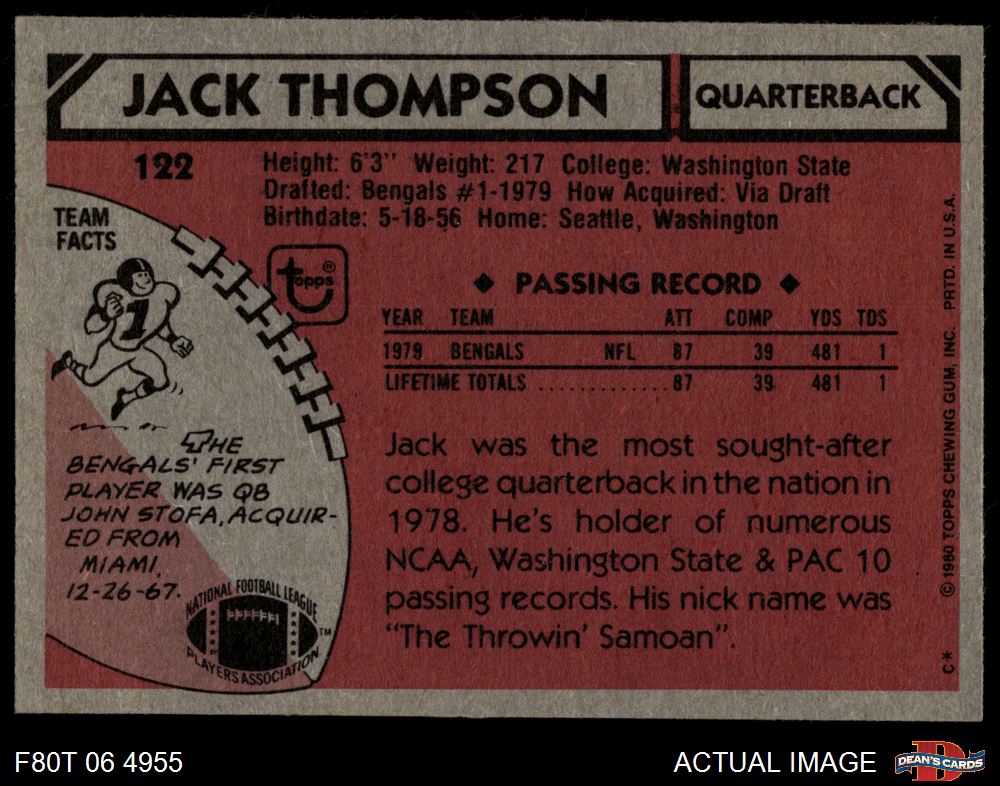 JACK THOMPSON
QUARTERBACK
122
Height: 6'3" Weight: 217 College: Washington State
Drafted: Bengals #1-1979 How Acquired: Via Draft
Birthdate: 5-18-56 Home: Seattle, Washington
TEAM
FACTS
1
THE
BENGALS' FIRST
PLAYER WAS QB
JOHN STOFA, ACQUIR-
ED FROM
MIAMI,
12-26-67.
NATIONAL FOOTBALL LEAGUE
PLAYERS ASSOCIATION
TM
topps®
◆ PASSING RECORD ◆
YEAR TEAM ATT COMP YDS TDS
1979 BENGALS NFL 87 39 481 1
LIFETIME TOTALS ............ 87 39 481 1
Jack was the most sought-after
college quarterback in the nation in
1978. He's holder of numerous
NCAA, Washington State & PAC 10
passing records. His nick name was
"The Throwin' Samoan".
C* ©1980 TOPPS CHEWING GUM, INC. PRTD. IN U.S.A.
F80T 06 4955
ACTUAL IMAGE
D
DEAN'S CARDS